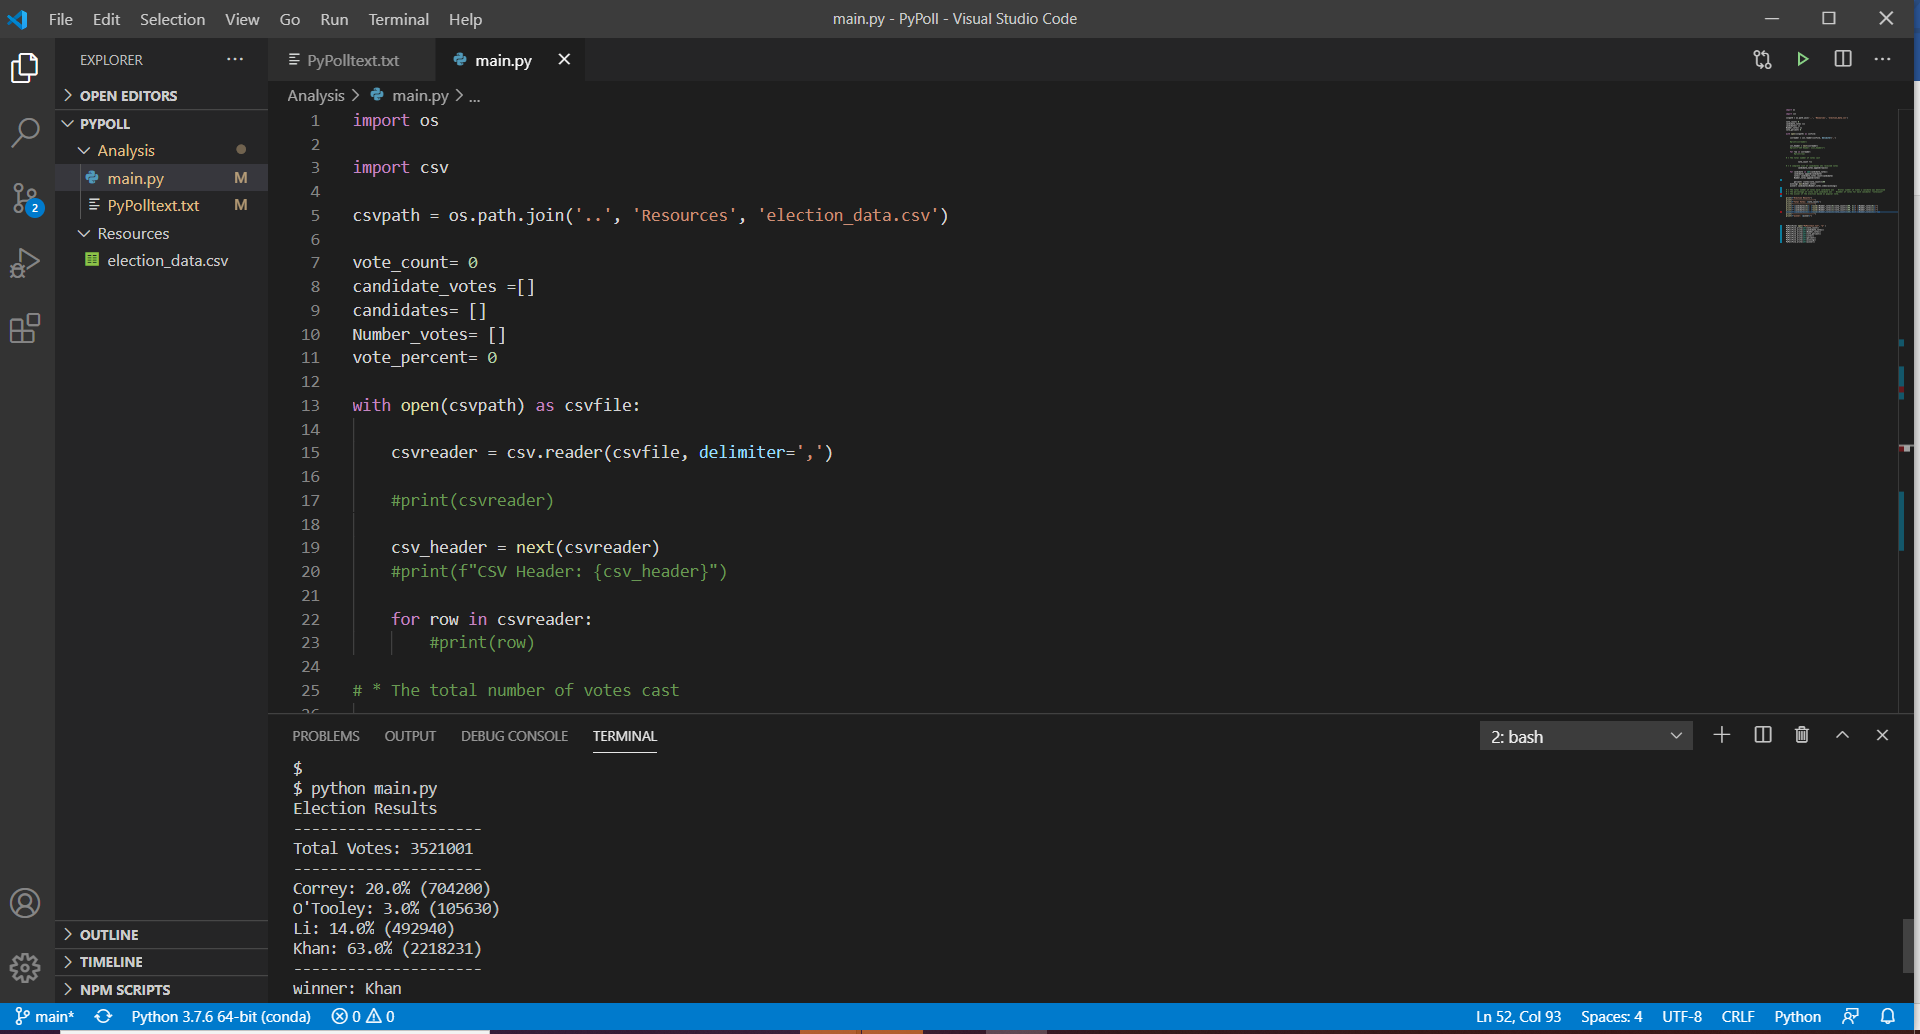 File Edit Selection View Go Run Terminal Help
main.py - PyPoll - Visual Studio Code
EXPLORER ...
OPEN EDITORS
PYPOLL
Analysis
main.py M
PyPolltext.txt M
Resources
election_data.csv
OUTLINE
TIMELINE
NPM SCRIPTS
2
PyPolltext.txt main.py
Analysis > main.py > ...
1 import os
2
3 import csv
4
5 csvpath = os.path.join('..', 'Resources', 'election_data.csv')
6
7 vote_count= 0
8 candidate_votes =[]
9 candidates= []
10 Number_votes= []
11 vote_percent= 0
12
13 with open(csvpath) as csvfile:
14
15 csvreader = csv.reader(csvfile, delimiter=',')
16
17 #print(csvreader)
18
19 csv_header = next(csvreader)
20 #print(f"CSV Header: {csv_header}")
21
22 for row in csvreader:
23 #print(row)
24
25 # * The total number of votes cast
26
PROBLEMS OUTPUT DEBUG CONSOLE TERMINAL
2: bash
$
$ python main.py
Election Results
---------------------
Total Votes: 3521001
---------------------
Correy: 20.0% (704200)
O'Tooley: 3.0% (105630)
Li: 14.0% (492940)
Khan: 63.0% (2218231)
---------------------
winner: Khan
main* Python 3.7.6 64-bit (conda) 0 0
Ln 52, Col 93 Spaces: 4 UTF-8 CRLF Python